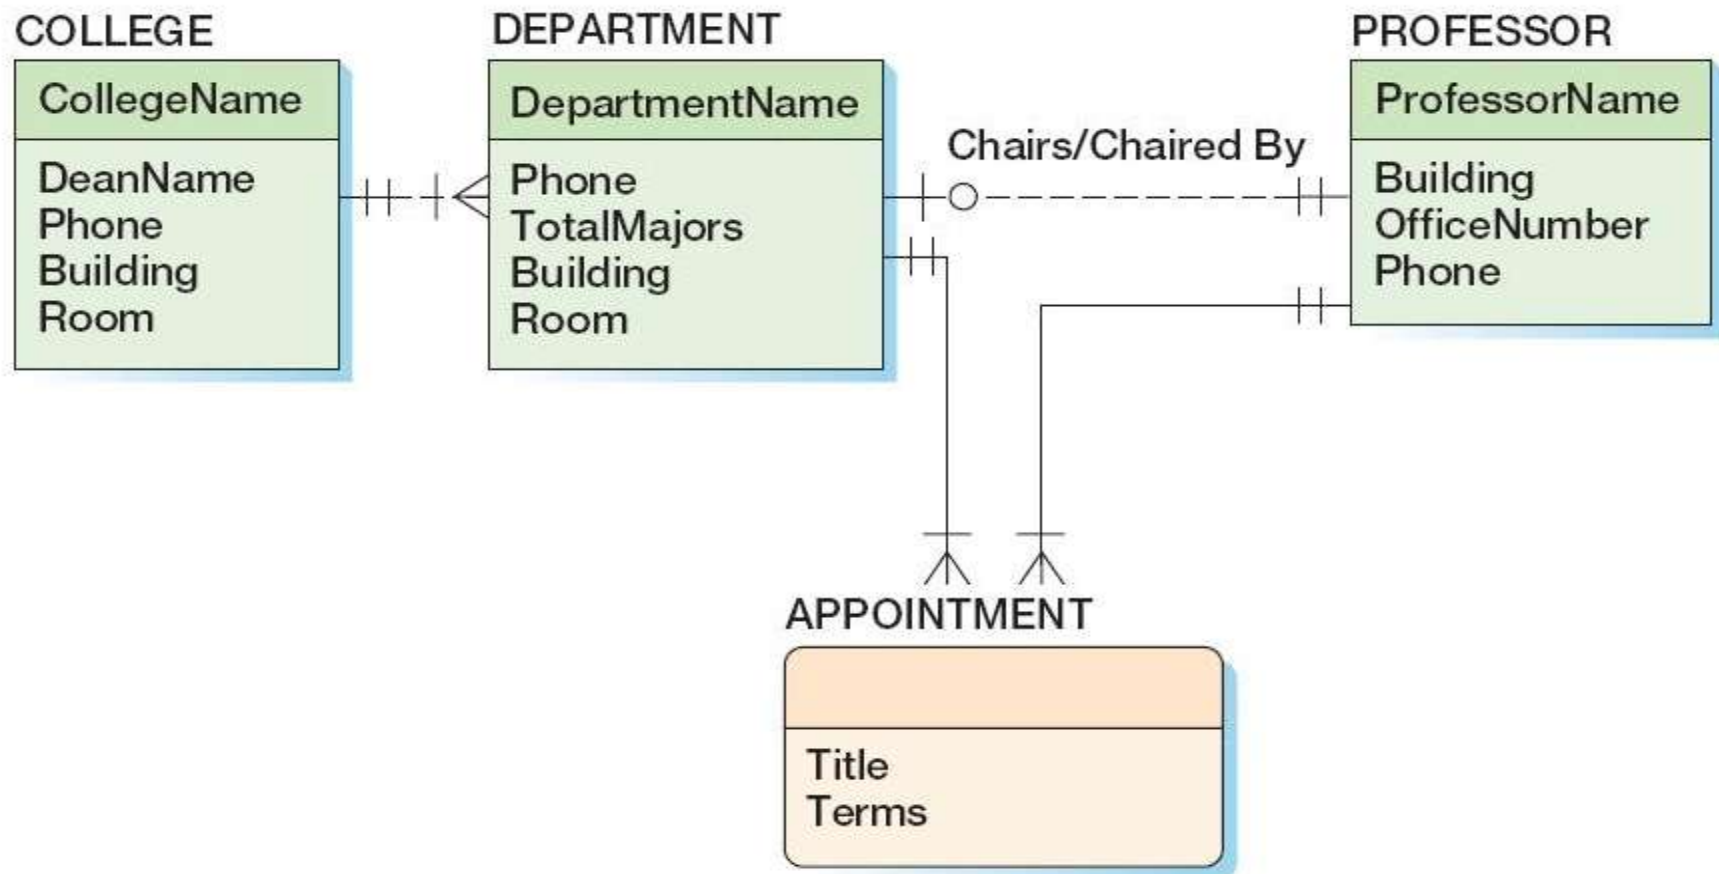 COLLEGE
CollegeName
DeanName
Phone
Building
Room
DEPARTMENT
DepartmentName
Phone
TotalMajors
Building
Room
Chairs/Chaired By
PROFESSOR
ProfessorName
Building
OfficeNumber
Phone
APPOINTMENT
Title
Terms